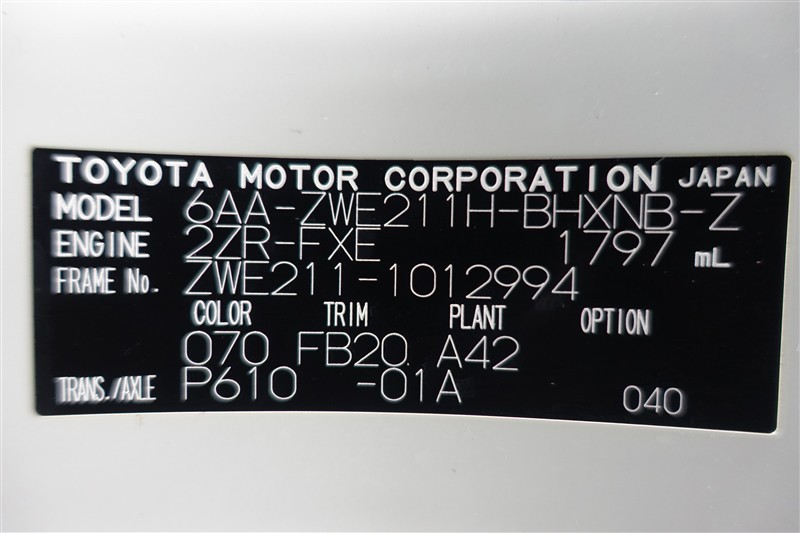 TOYOTA MOTOR CORPORATION JAPAN
MODEL 6AA-ZWE211H-BHXNB-Z
ENGINE 2ZR-FXE 1797 mL
FRAME No. ZWE211-1012994
COLOR TRIM PLANT OPTION
070 FB20 A42
TRANS./AXLE P610 -01A 040